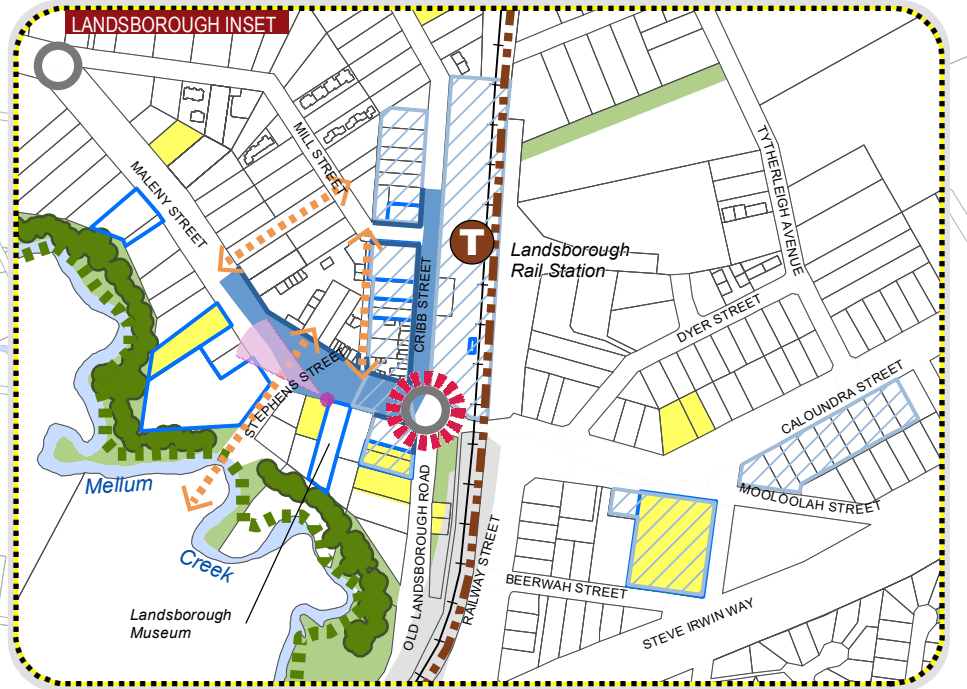 LANDSBOROUGH INSET
MILL STREET
MALENY STREET
TYTHERLEIGH AVENUE
T
Landsborough
Rail Station
CRIBB STREET
DYER STREET
STEPHENS STREET
CALOUNDRA STREET
Mellum
Creek
MOOLOOLAH STREET
OLD LANDSBOROUGH ROAD
RAILWAY STREET
BEERWAH STREET
STEVE IRWIN WAY
Landsborough
Museum